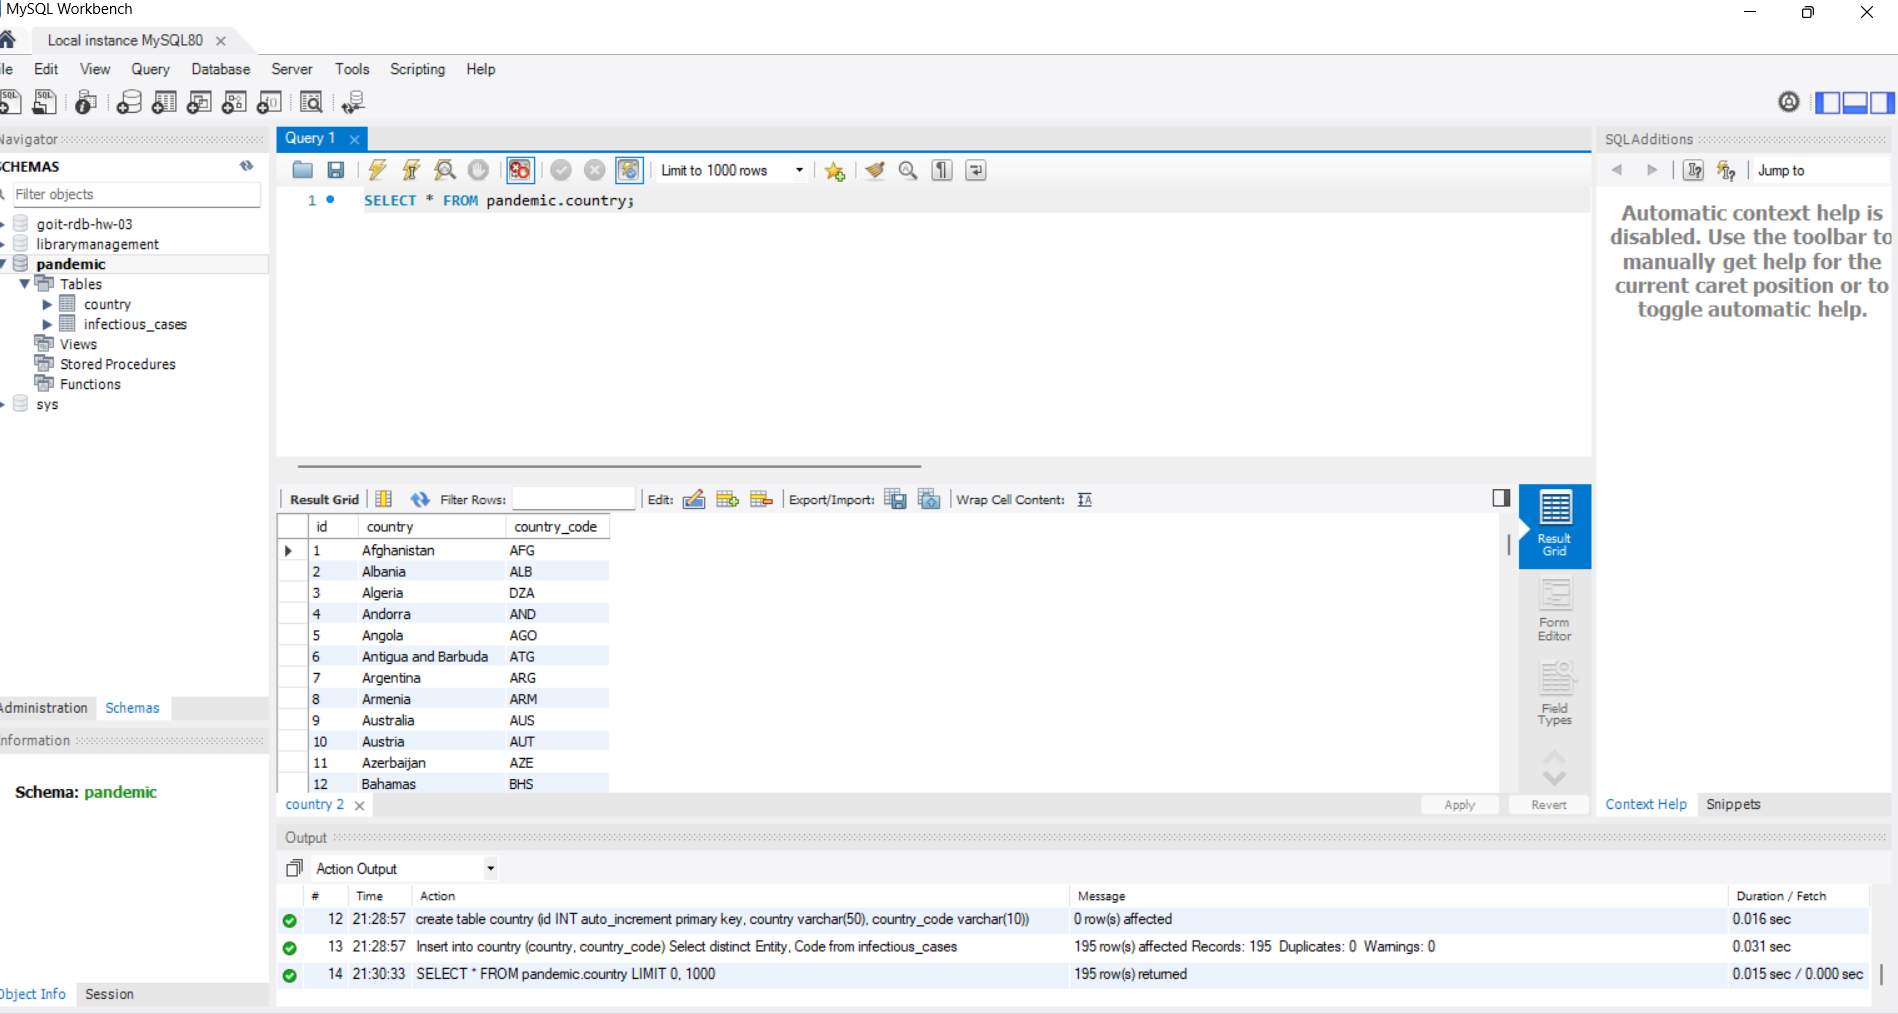 MySQL Workbench
Local instance MySQL80
ile Edit View Query Database Server Tools Scripting Help
Navigator
SCHEMAS
Filter objects
goit-rdb-hw-03
librarymanagement
pandemic
Tables
country
infectious_cases
Views
Stored Procedures
Functions
sys
Administration Schemas
Information
Schema: pandemic
Object Info Session
Query 1
Limit to 1000 rows
1 SELECT * FROM pandemic.country;
Result Grid Filter Rows: Edit: Export/Import: Wrap Cell Content:
id country country_code
1 Afghanistan AFG
2 Albania ALB
3 Algeria DZA
4 Andorra AND
5 Angola AGO
6 Antigua and Barbuda ATG
7 Argentina ARG
8 Armenia ARM
9 Australia AUS
10 Austria AUT
11 Azerbaijan AZE
12 Bahamas BHS
Result
Grid
Form
Editor
Field
Types
country 2 Apply Revert
SQLAdditions
Jump to
Automatic context help is
disabled. Use the toolbar to
manually get help for the
current caret position or to
toggle automatic help.
Context Help Snippets
Output
Action Output
# Time Action Message Duration / Fetch
12 21:28:57 create table country (id INT auto_increment primary key, country varchar(50), country_code varchar(10)) 0 row(s) affected 0.016 sec
13 21:28:57 Insert into country (country, country_code) Select distinct Entity, Code from infectious_cases 195 row(s) affected Records: 195 Duplicates: 0 Warnings: 0 0.031 sec
14 21:30:33 SELECT * FROM pandemic.country LIMIT 0, 1000 195 row(s) returned 0.015 sec / 0.000 sec